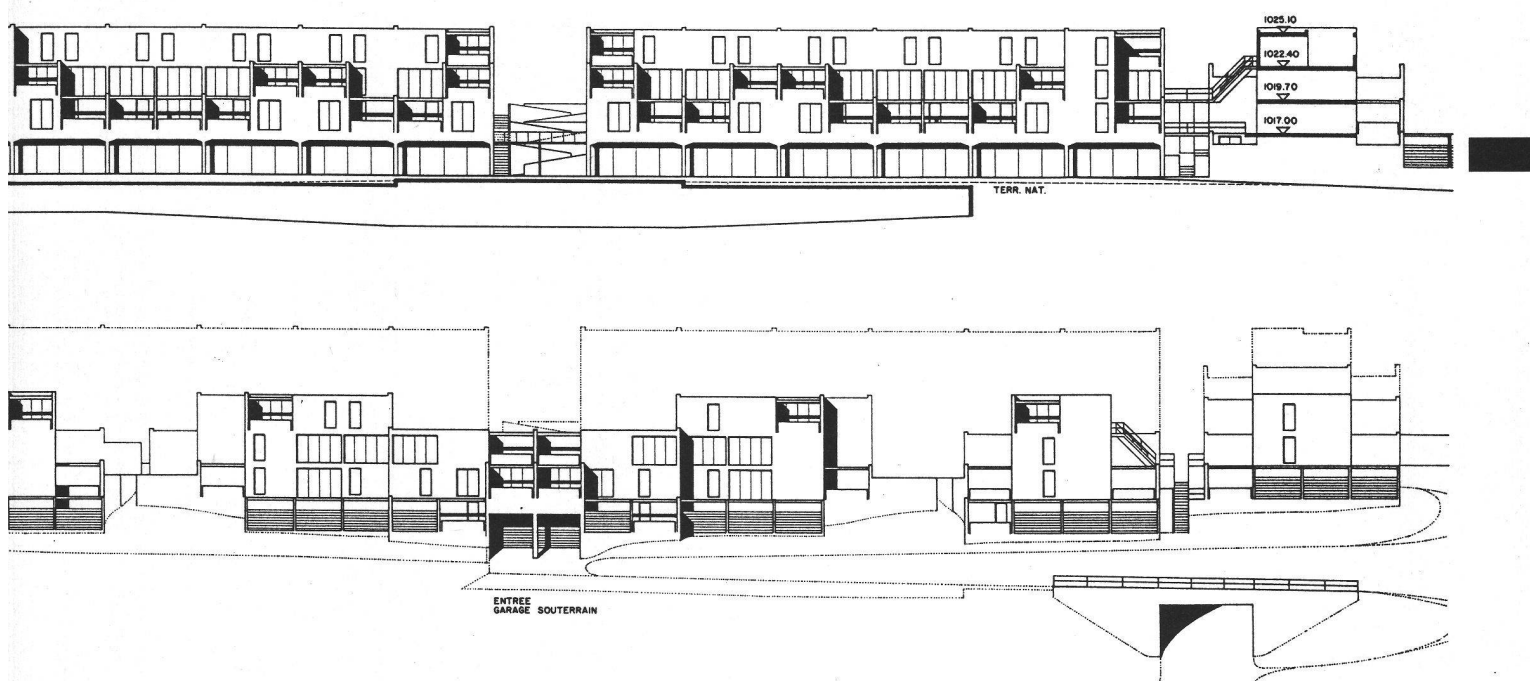 1025.10
1022.40
1019.70
1017.00
TERR. NAT.
ENTREE
GARAGE SOUTERRAIN